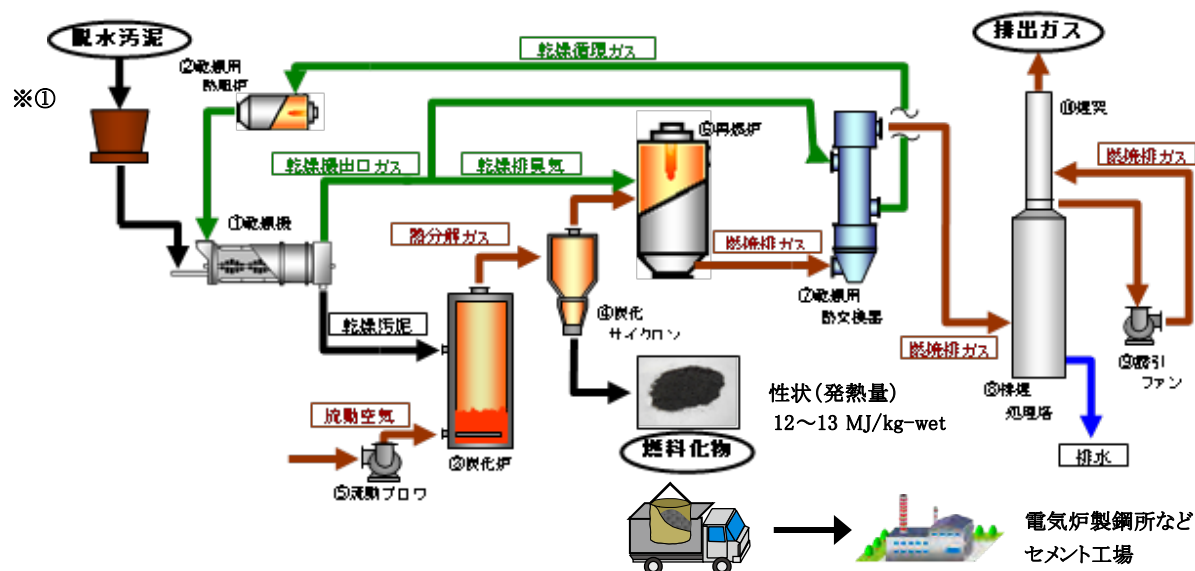 脱水汚泥
※①
②乾燥用
熱風炉
乾燥循環ガス
排出ガス
⑩煙突
⑥再燃炉
燃焼排ガス
乾燥機出口ガス
乾燥排臭気
①乾燥機
熱分解ガス
燃焼排ガス
⑦乾燥用
熱交換器
④炭化
サイクロン
乾燥汚泥
燃焼排ガス
⑨誘引
ファン
⑧排煙
処理塔
流動空気
③炭化炉
⑤流動ブロワ
性状(発熱量)
12～13 MJ/kg-wet
燃料化物
排水
電気炉製鋼所など
セメント工場